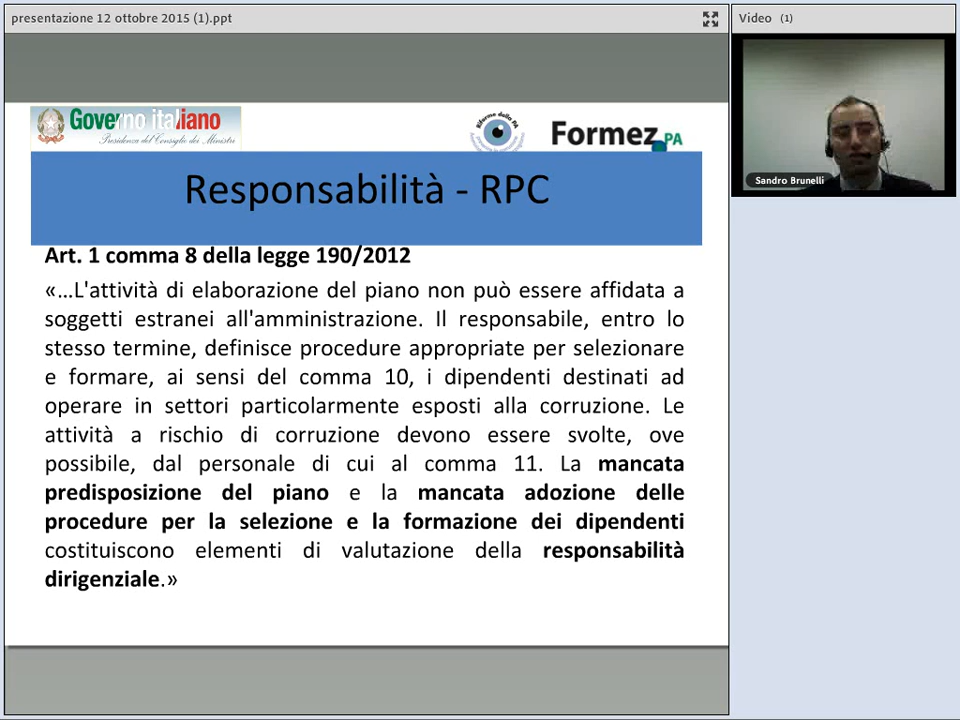 presentazione 12 ottobre 2015 (1).ppt
Video (1)
Governo italiano
Presidenza del Consiglio dei Ministri
Riforme della PA
Formez PA
Sandro Brunelli
Responsabilità - RPC
Art. 1 comma 8 della legge 190/2012
«…L'attività di elaborazione del piano non può essere affidata a
soggetti estranei all'amministrazione. Il responsabile, entro lo
stesso termine, definisce procedure appropriate per selezionare
e formare, ai sensi del comma 10, i dipendenti destinati ad
operare in settori particolarmente esposti alla corruzione. Le
attività a rischio di corruzione devono essere svolte, ove
possibile, dal personale di cui al comma 11. La mancata
predisposizione del piano e la mancata adozione delle
procedure per la selezione e la formazione dei dipendenti
costituiscono elementi di valutazione della responsabilità
dirigenziale.»